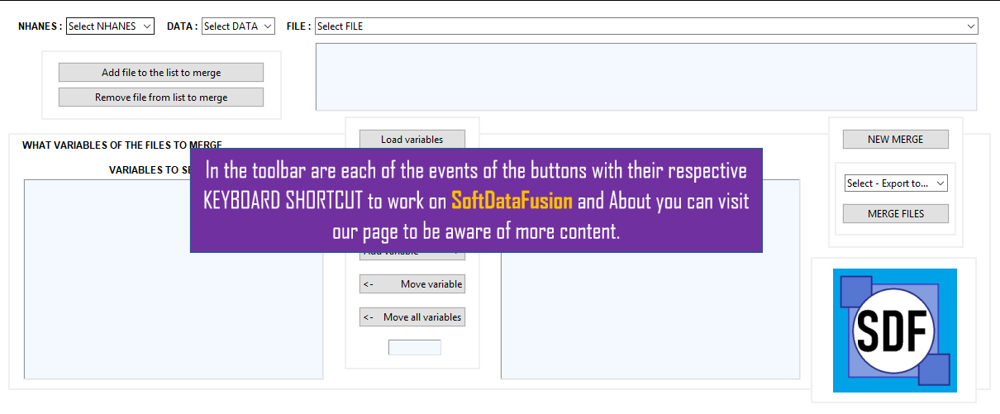 NHANES : Select NHANES DATA : Select DATA FILE : Select FILE
Add file to the list to merge
Remove file from list to merge
Load variables
NEW MERGE
WHAT VARIABLES OF THE FILES TO MERGE
VARIABLES TO SE
In the toolbar are each of the events of the buttons with their respective
KEYBOARD SHORTCUT to work on SoftDataFusion and About you can visit
our page to be aware of more content.
Select - Export to...
MERGE FILES
Add variable
<- Move variable
<- Move all variables
SDF